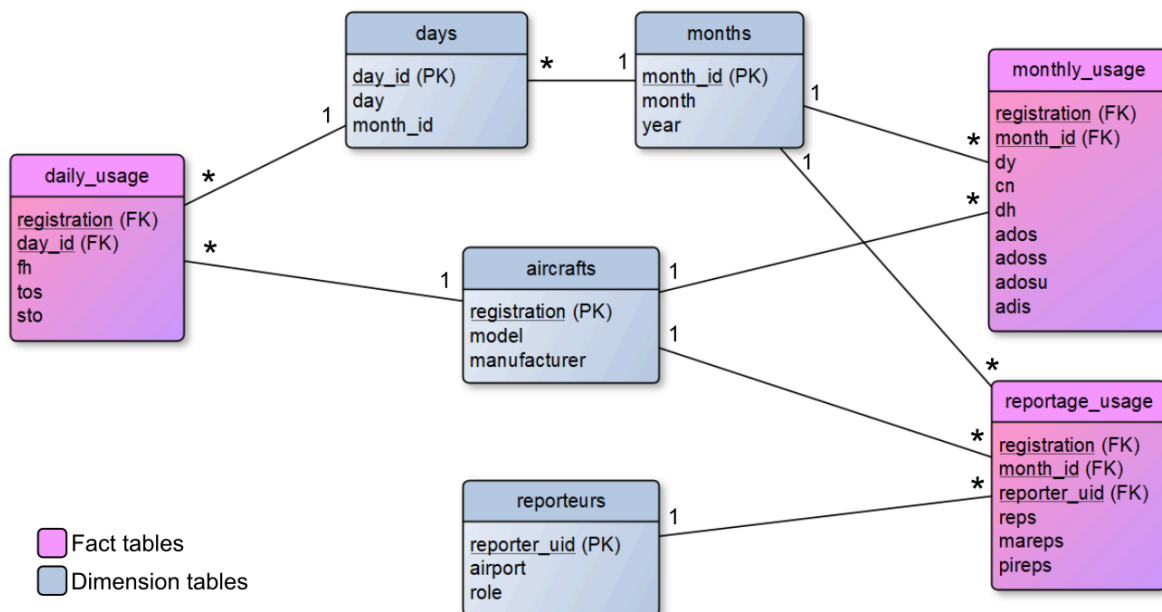 days
day_id (PK)
day
month_id
months
month_id (PK)
month
year
monthly_usage
registration (FK)
month_id (FK)
dy
cn
dh
ados
adoss
adosu
adis
daily_usage
registration (FK)
day_id (FK)
fh
tos
sto
aircrafts
registration (PK)
model
manufacturer
reportage_usage
registration (FK)
month_id (FK)
reporter_uid (FK)
reps
mareps
pireps
reporteurs
reporter_uid (PK)
airport
role
Fact tables
Dimension tables
* 1
1 *
1 *
* 1
1 *
1 *
1 *
1 *